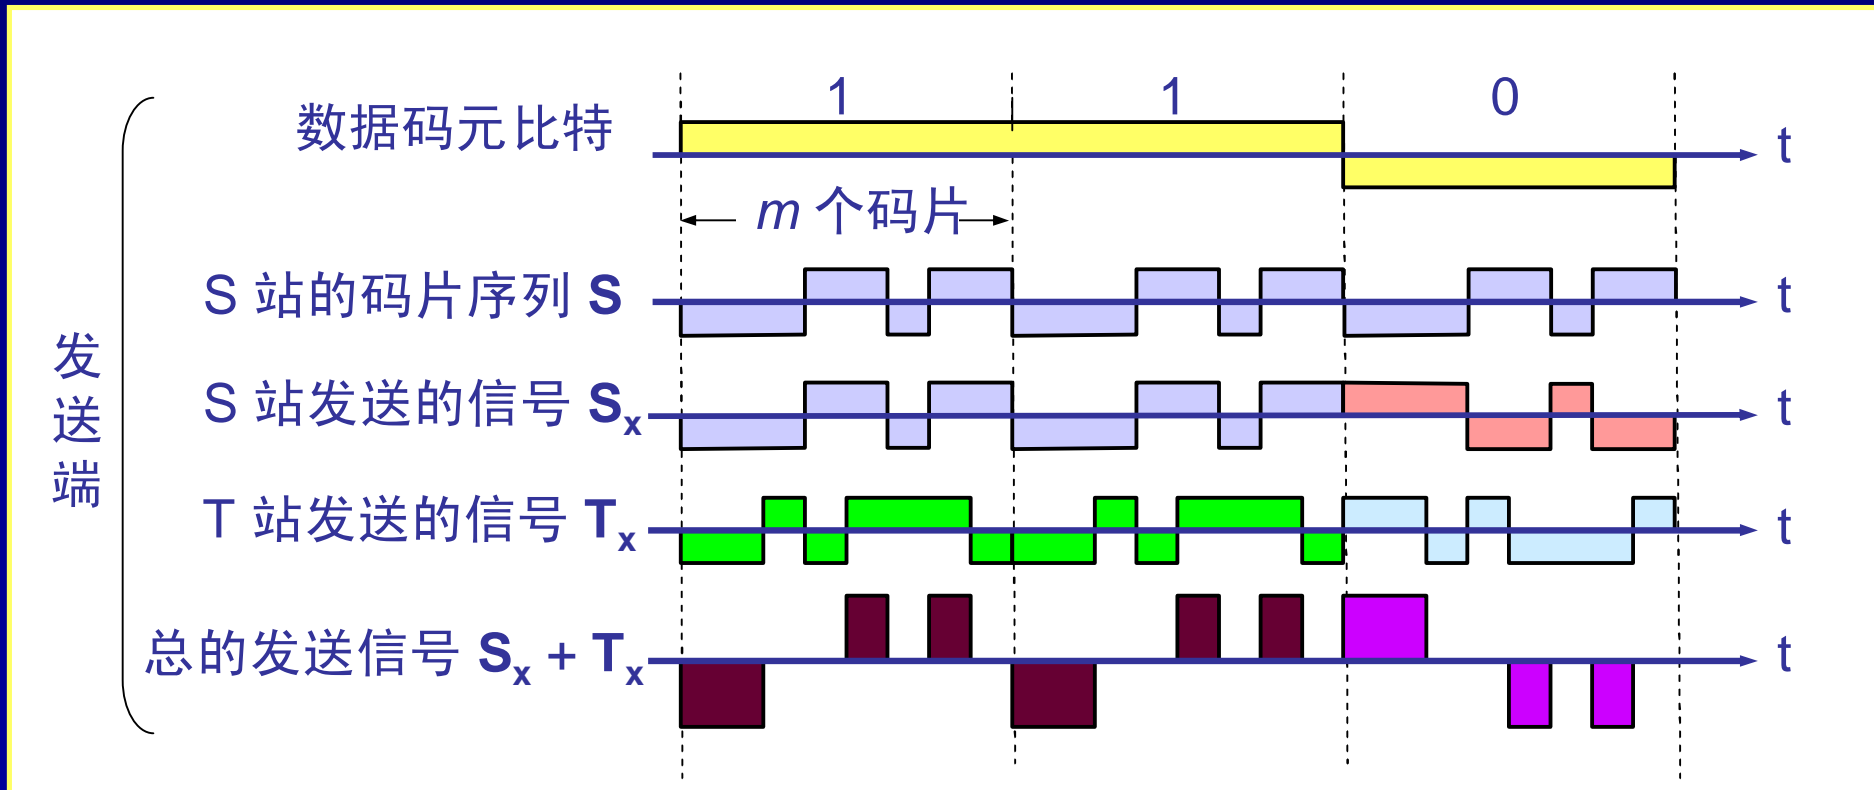 1 1 0
数据码元比特 t
m 个码片
S 站的码片序列 S t
S 站发送的信号 Sx t
T 站发送的信号 Tx t
总的发送信号 Sx + Tx t
发送端